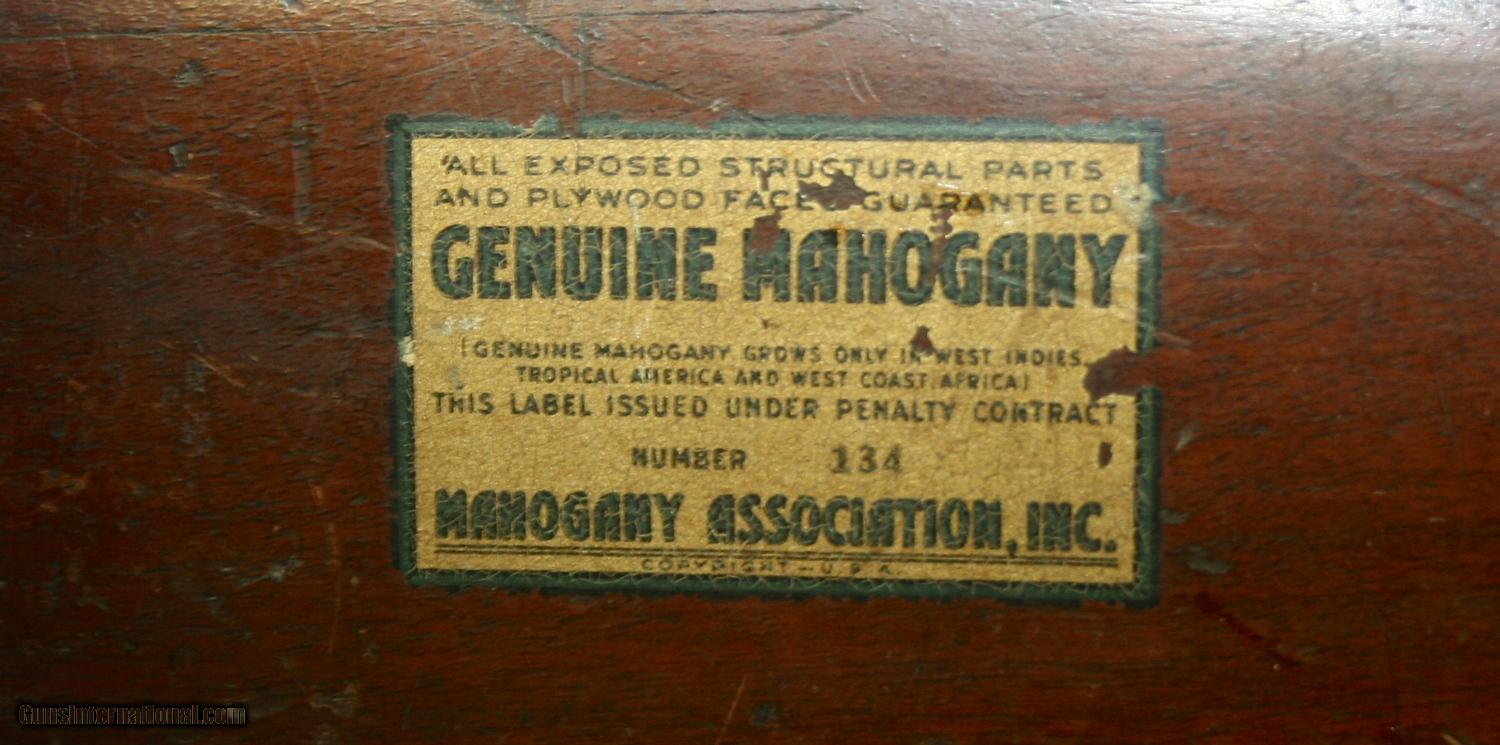 ALL EXPOSED STRUCTURAL PARTS
AND PLYWOOD FACES GUARANTEED
GENUINE MAHOGANY
(GENUINE MAHOGANY GROWS ONLY IN WEST INDIES,
TROPICAL AMERICA AND WEST COAST, AFRICA)
THIS LABEL ISSUED UNDER PENALTY CONTRACT
NUMBER 134
MAHOGANY ASSOCIATION, INC.
COPYRIGHT - U.S.A.
GunsInternational.com